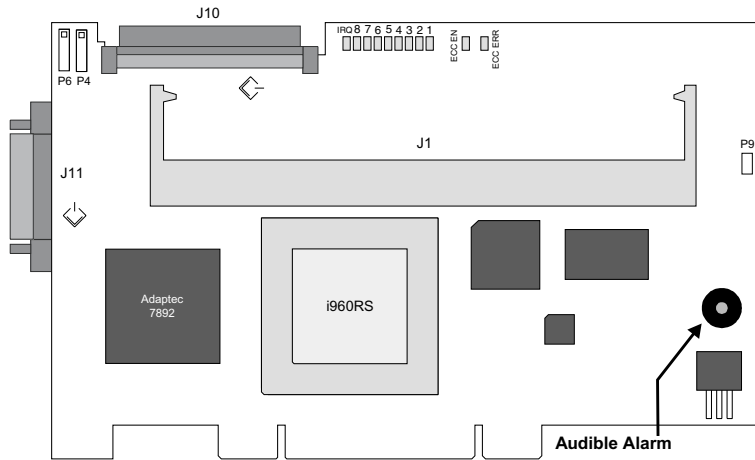 J10
IRQ 8 7 6 5 4 3 2 1
ECC EN
ECC ERR
P6 P4
J1
P9
J11
Adaptec
7892
i960RS
Audible Alarm